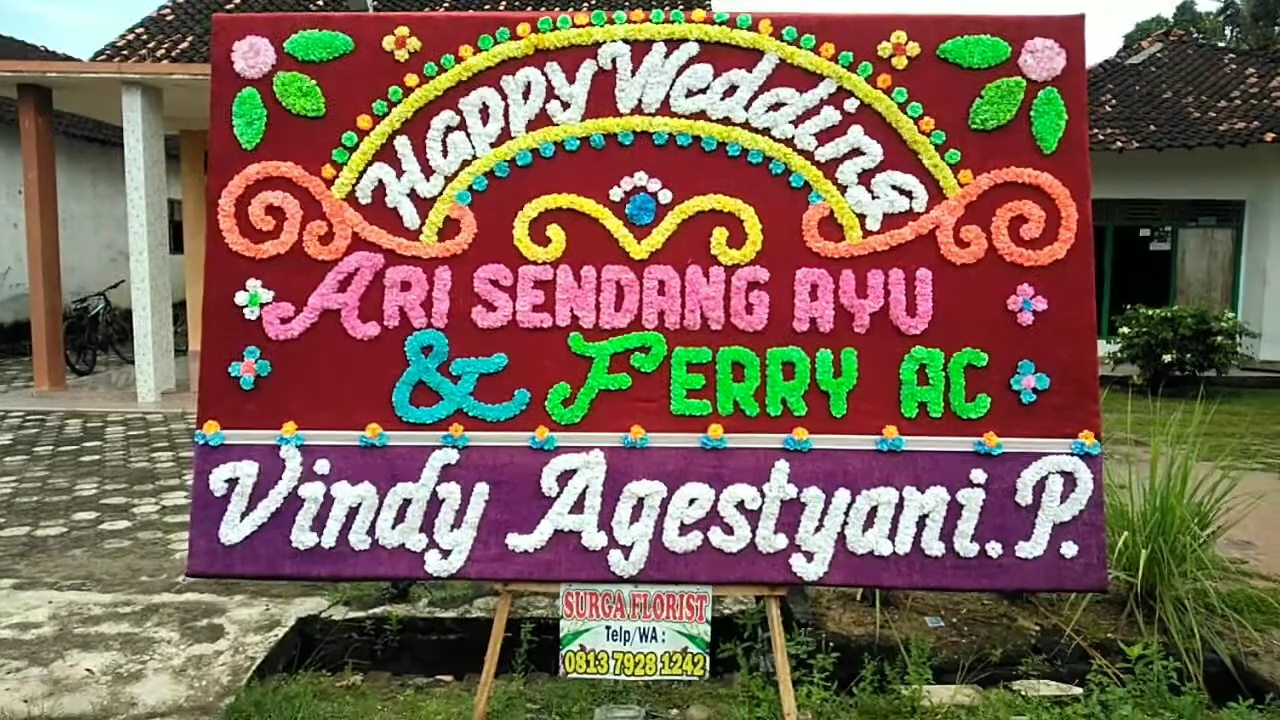 Happy Wedding
ARI SENDANG AYU
& FERRY AC
Vindy Agestyani. P.
SURGA FLORIST
Telp/WA :
0813 7928 1242